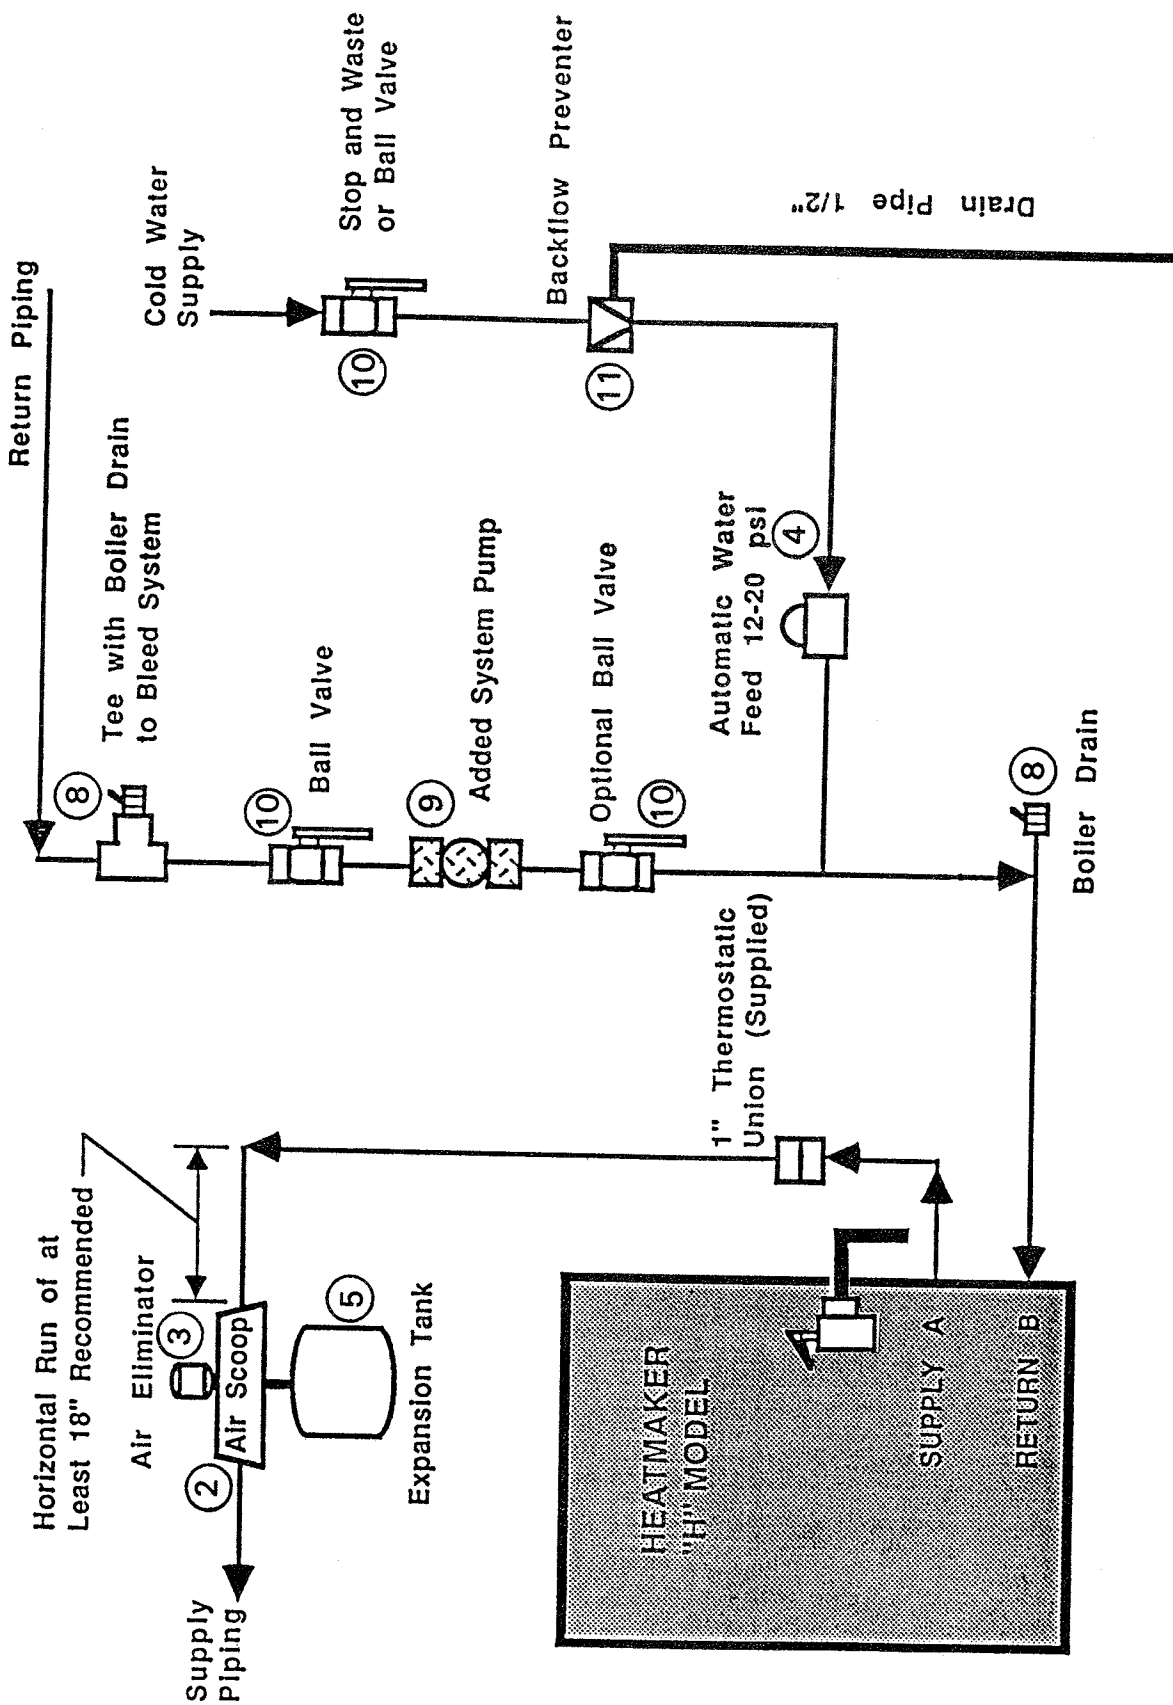 Horizontal Run of at
Least 18" Recommended
Supply
Piping
Air Eliminator
3
2
Air Scoop
5
Expansion Tank
Return Piping
8
Tee with Boiler Drain
to Bleed System
10
Ball Valve
9
Added System Pump
Optional Ball Valve
10
Cold Water
Supply
Stop and Waste
or Ball Valve
10
Backflow Preventer
11
Drain Pipe 1/2"
Automatic Water
Feed 12-20 psi
4
1" Thermostatic
Union (Supplied)
8
Boiler Drain
HEATMAKER
"H" MODEL
SUPPLY A
RETURN B